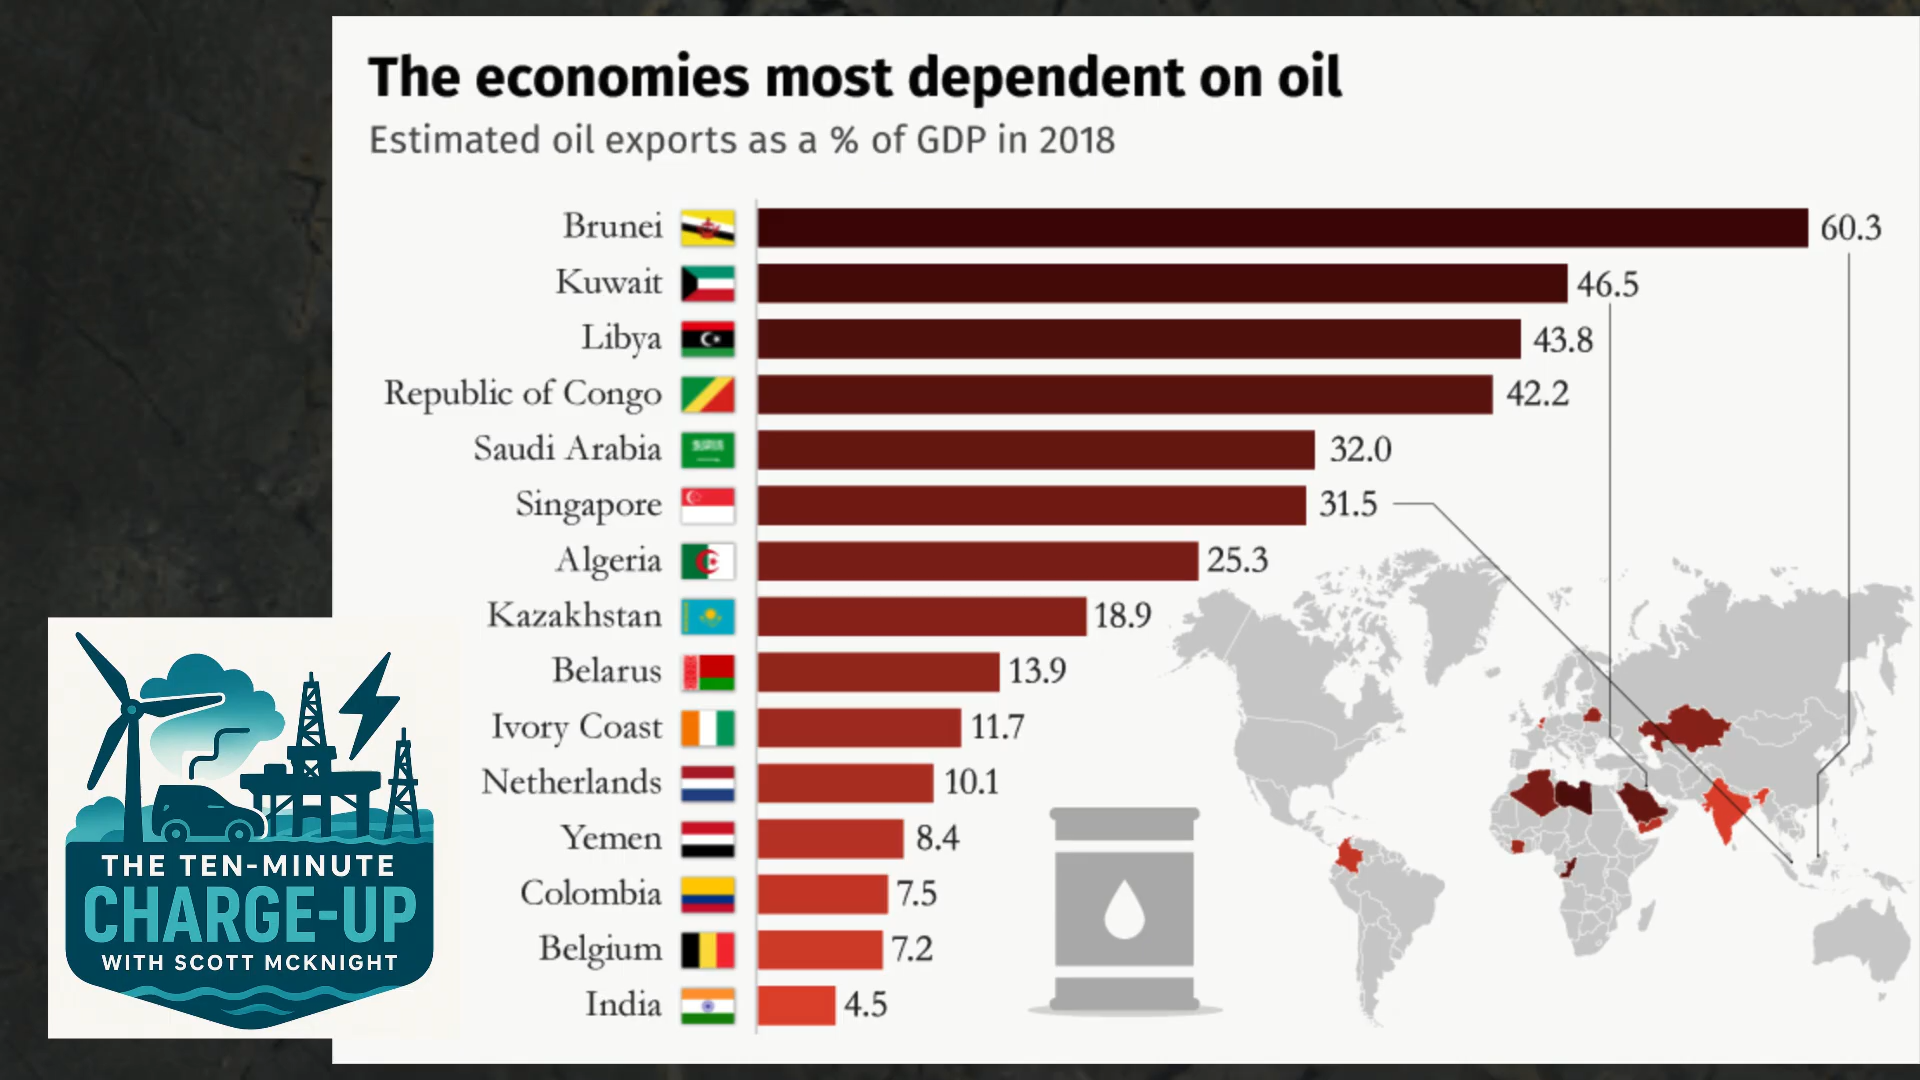 The economies most dependent on oil
Estimated oil exports as a % of GDP in 2018
Brunei 60.3
Kuwait 46.5
Libya 43.8
Republic of Congo 42.2
Saudi Arabia 32.0
Singapore 31.5
Algeria 25.3
Kazakhstan 18.9
Belarus 13.9
Ivory Coast 11.7
Netherlands 10.1
Yemen 8.4
Colombia 7.5
Belgium 7.2
India 4.5
THE TEN-MINUTE
CHARGE-UP
WITH SCOTT MCKNIGHT